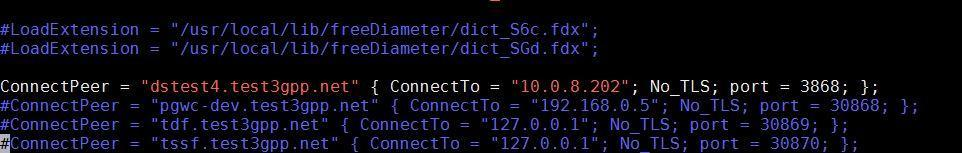 #LoadExtension = "/usr/local/lib/freeDiameter/dict_S6c.fdx";
#LoadExtension = "/usr/local/lib/freeDiameter/dict_SGd.fdx";
ConnectPeer = "dstest4.test3gpp.net" { ConnectTo = "10.0.8.202"; No_TLS; port = 3868; };
#ConnectPeer = "pgwc-dev.test3gpp.net" { ConnectTo = "192.168.0.5"; No_TLS; port = 30868; };
#ConnectPeer = "tdf.test3gpp.net" { ConnectTo = "127.0.0.1"; No_TLS; port = 30869; };
#ConnectPeer = "tssf.test3gpp.net" { ConnectTo = "127.0.0.1"; No_TLS; port = 30870; };